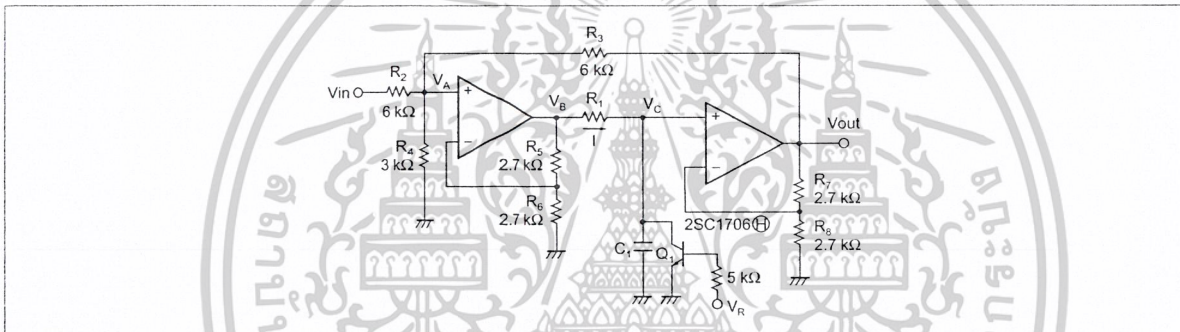 R3
6 kΩ
R2
Vin
6 kΩ
VA
+
−
R4
3 kΩ
VB
R1
I
VC
R5
2.7 kΩ
R6
2.7 kΩ
+
−
Vout
R7
2.7 kΩ
R8
2.7 kΩ
2SC1706Ⓗ
C1
Q1
5 kΩ
VR